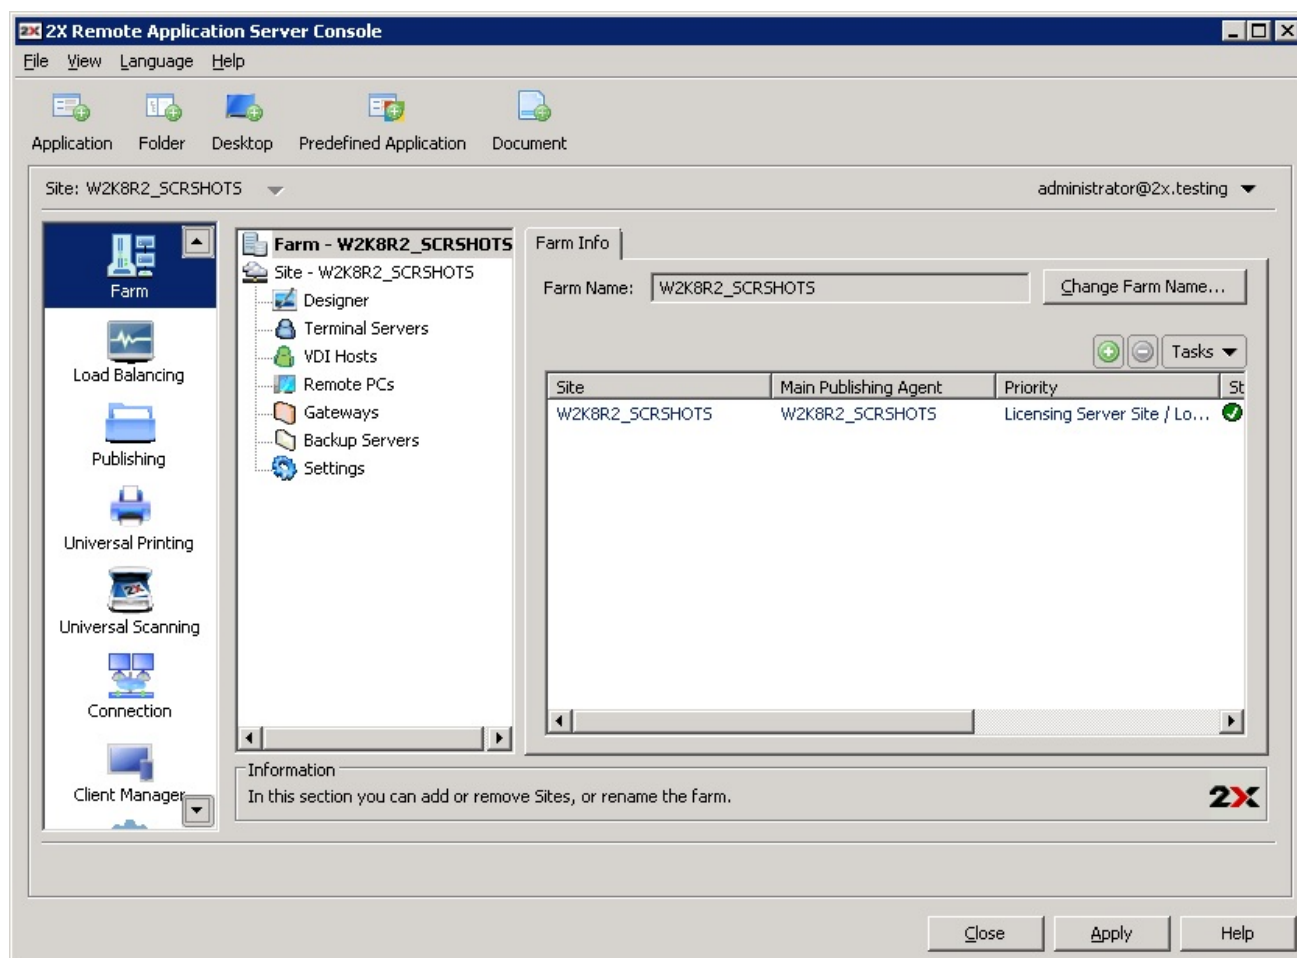 2X 2X Remote Application Server Console
File View Language Help
Application Folder Desktop Predefined Application Document
Site: W2K8R2_SCRSHOTS administrator@2x.testing
Farm
Load Balancing
Publishing
Universal Printing
2X
Universal Scanning
Connection
Client Manager
Farm - W2K8R2_SCRSHOTS
Site - W2K8R2_SCRSHOTS
Designer
Terminal Servers
VDI Hosts
Remote PCs
Gateways
Backup Servers
Settings
Farm Info
Farm Name: W2K8R2_SCRSHOTS Change Farm Name...
Tasks
Site Main Publishing Agent Priority St
W2K8R2_SCRSHOTS W2K8R2_SCRSHOTS Licensing Server Site / Lo...
Information
In this section you can add or remove Sites, or rename the farm.
2X
Close Apply Help